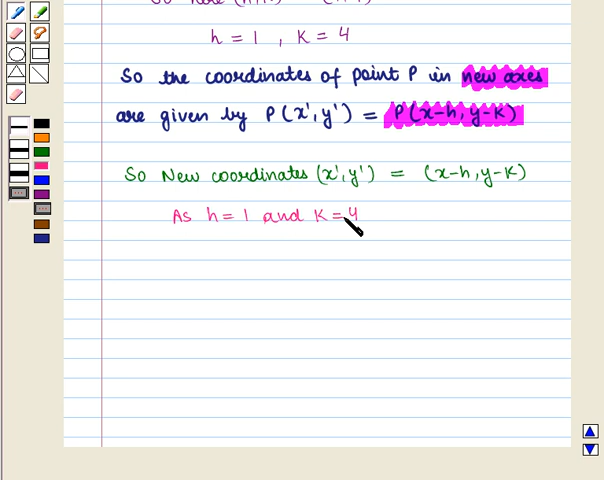 h = 1 , K = 4
So the coordinates of point P in new axes
are given by P(x', y') = P(x-h, y-K)
So New coordinates (x', y') = (x-h, y-K)
As h = 1 and K = 4